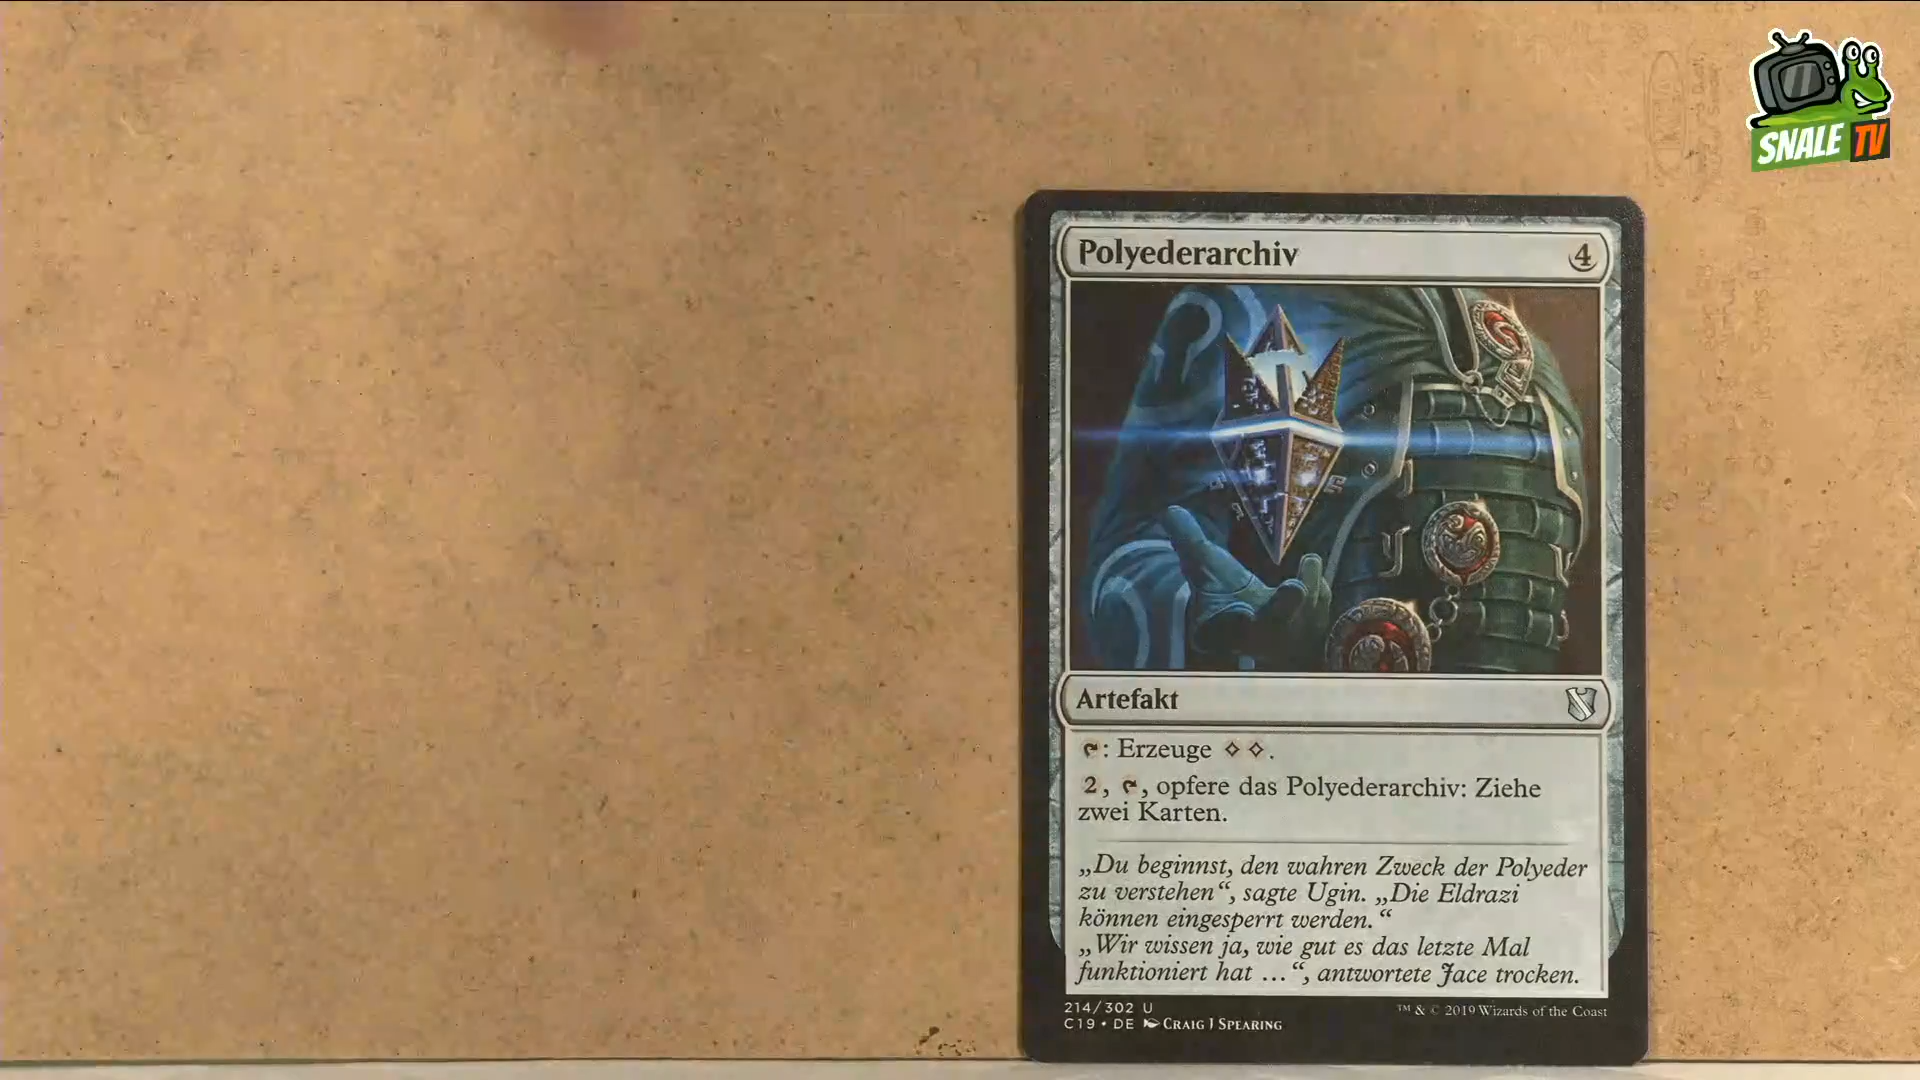 SNALE TV
Polyederarchiv 4
Artefakt
: Erzeuge .
2, , opfere das Polyederarchiv: Ziehe
zwei Karten.
„Du beginnst, den wahren Zweck der Polyeder
zu verstehen“, sagte Ugin. „Die Eldrazi
können eingesperrt werden.“
„Wir wissen ja, wie gut es das letzte Mal
funktioniert hat …“, antwortete Jace trocken.
214/302 U
C19 • DE CRAIG J SPEARING
™ & © 2019 Wizards of the Coast